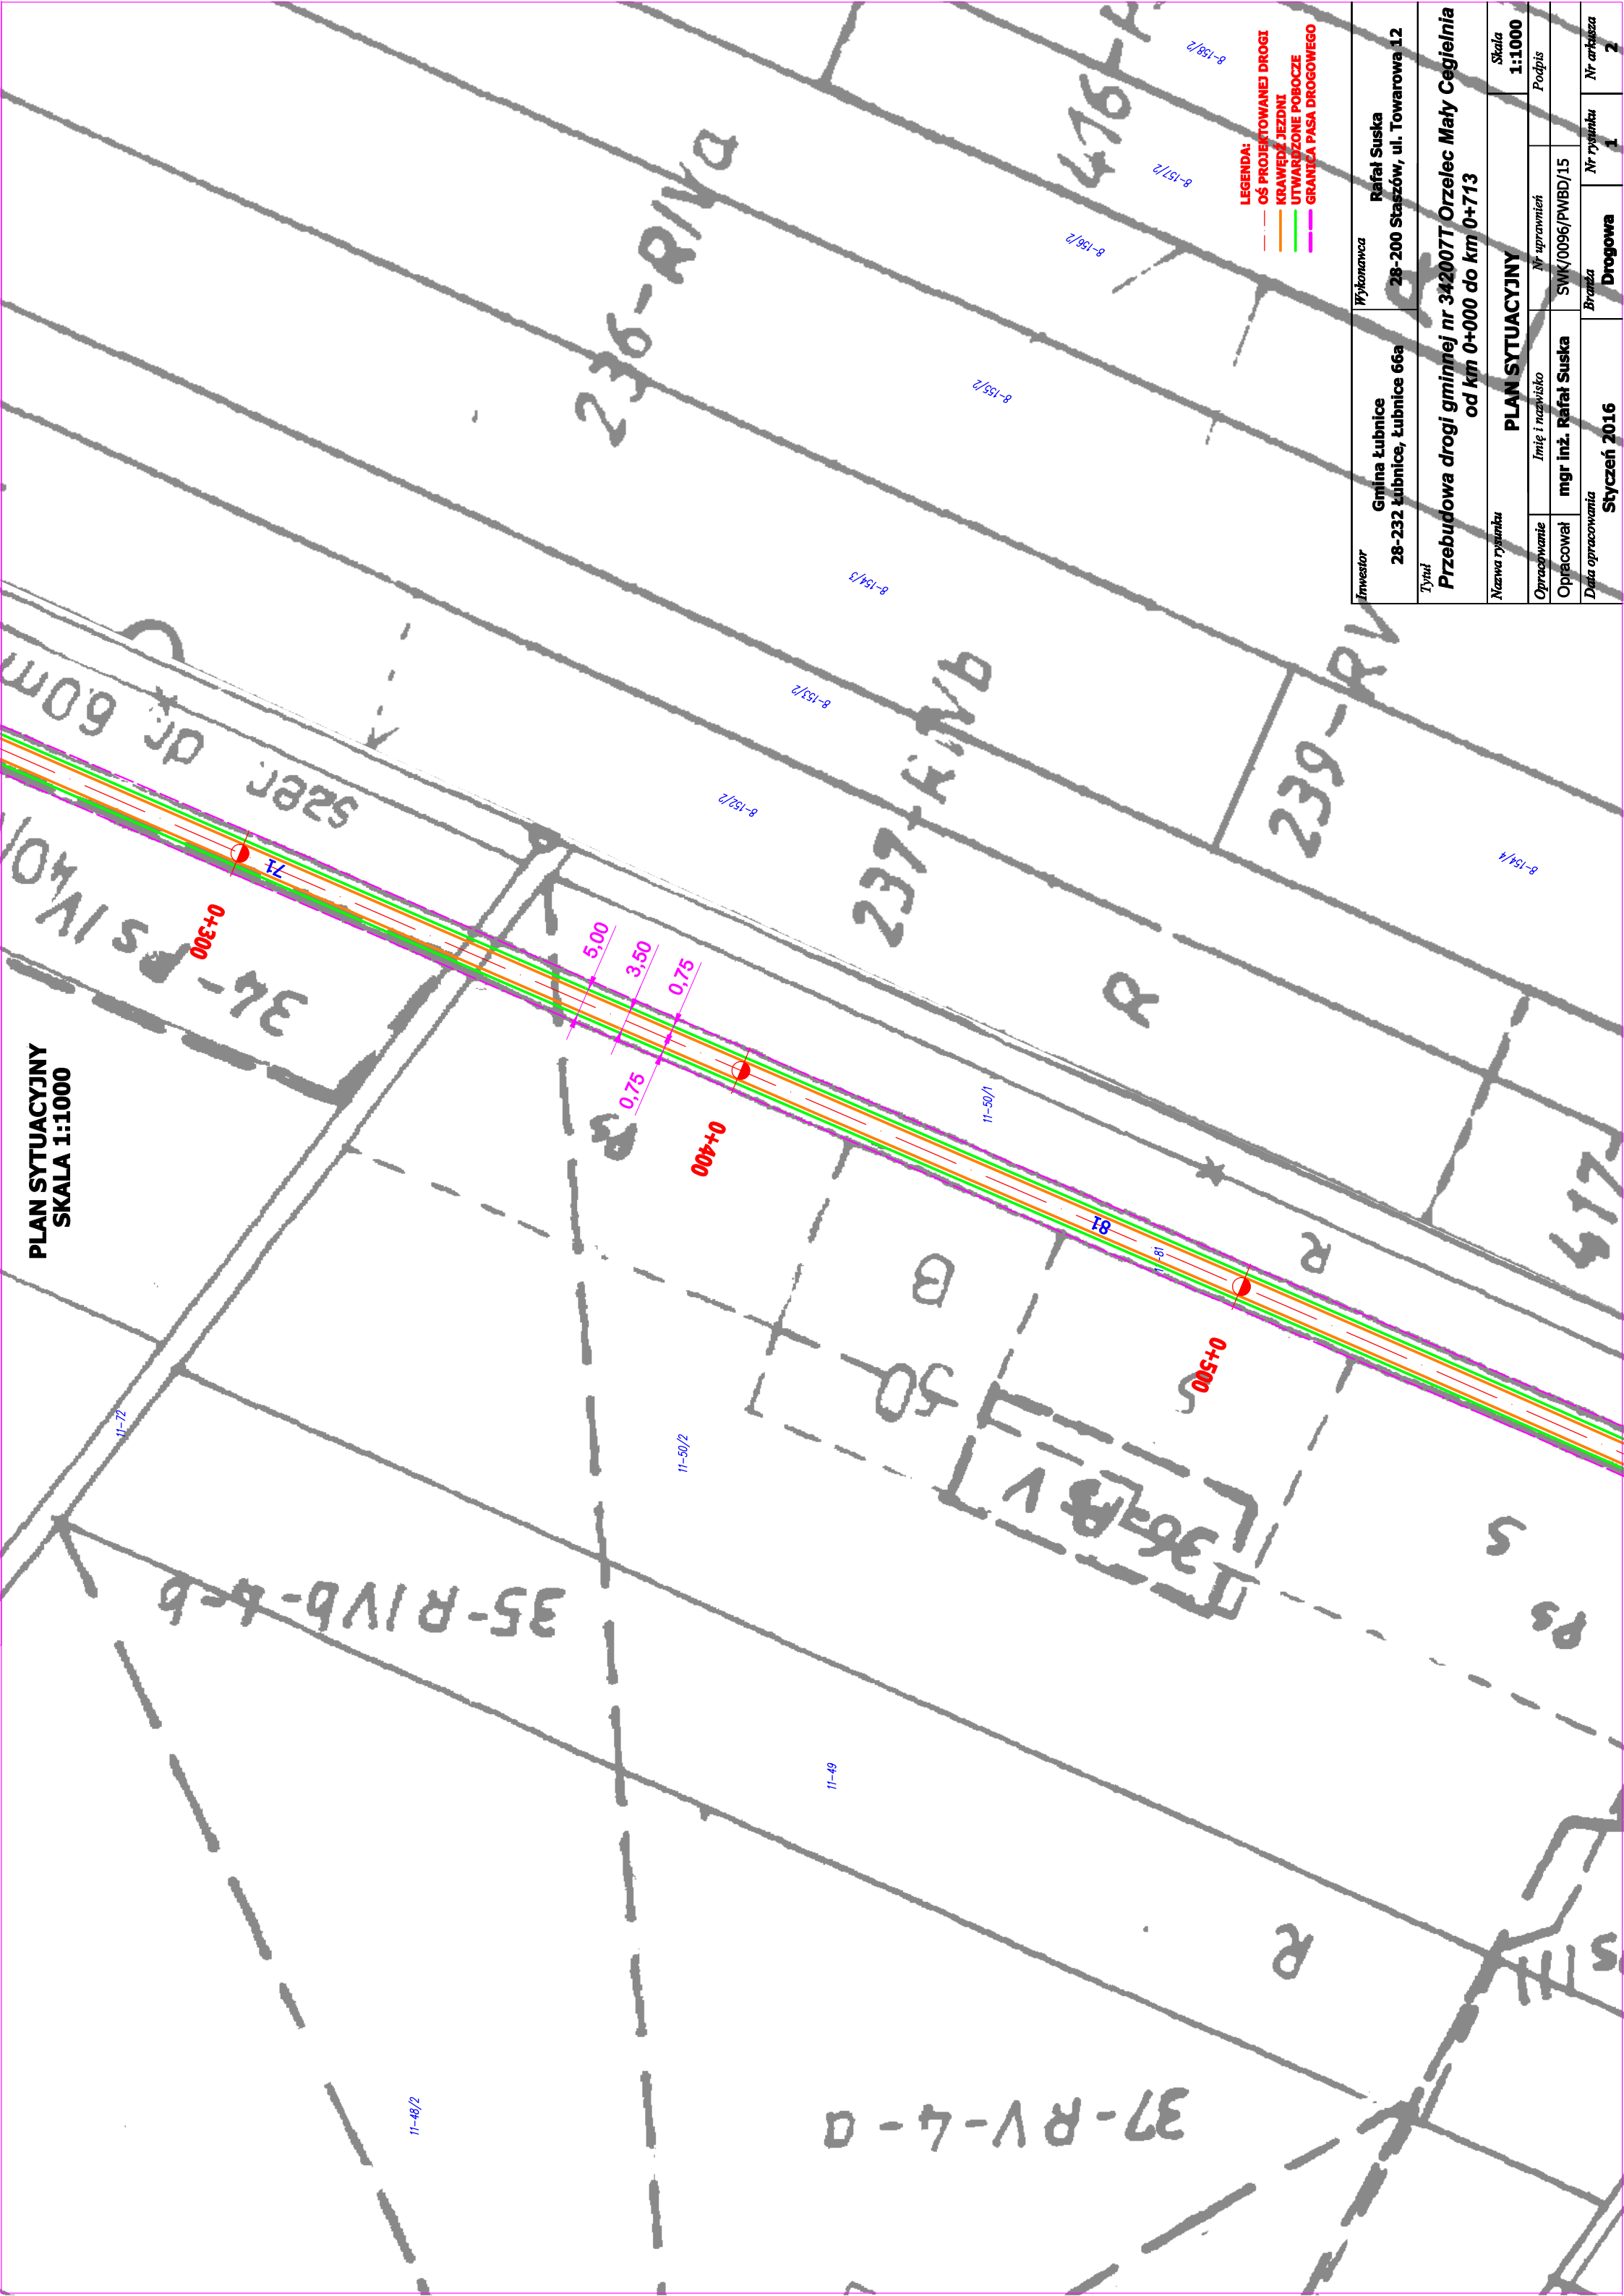 PLAN SYTUACYJNY
SKALA 1:1000
34-PsIV
40/
szer. dr. 6.0m
71
0+300
5,00
3,50
0,75
0,75
0+400
Ps
81
0+500
B
50
S
R
S
Ps
35-RIVb-4-b
37-RV-4-a
R
R
236-RIVa
237-RIVb
239-RV
416-
417-
R
11-72
11-50/2
11-50/1
11-49
11-48/2
8-152/2
8-153/2
8-154/3
8-154/4
8-155/2
8-156/2
8-157/2
8-158/2
LEGENDA:
OŚ PROJEKTOWANEJ DROGI
KRAWĘDŹ JEZDNI
UTWARDZONE POBOCZE
GRANICA PASA DROGOWEGO
Inwestor
Gmina Łubnice
28-232 Łubnice, Łubnice 66a
Wykonawca
Rafał Suska
28-200 Staszów, ul. Towarowa 12
Tytuł
Przebudowa drogi gminnej nr 342007T Orzelec Mały Cegielnia
od km 0+000 do km 0+713
Nazwa rysunku
PLAN SYTUACYJNY
Skala
1:1000
Opracowanie Imię i nazwisko Nr uprawnień Podpis
Opracował mgr inż. Rafał Suska SWK/0096/PWBD/15
Data opracowania
Styczeń 2016
Branża
Drogowa
Nr rysunku
1
Nr arkusza
2